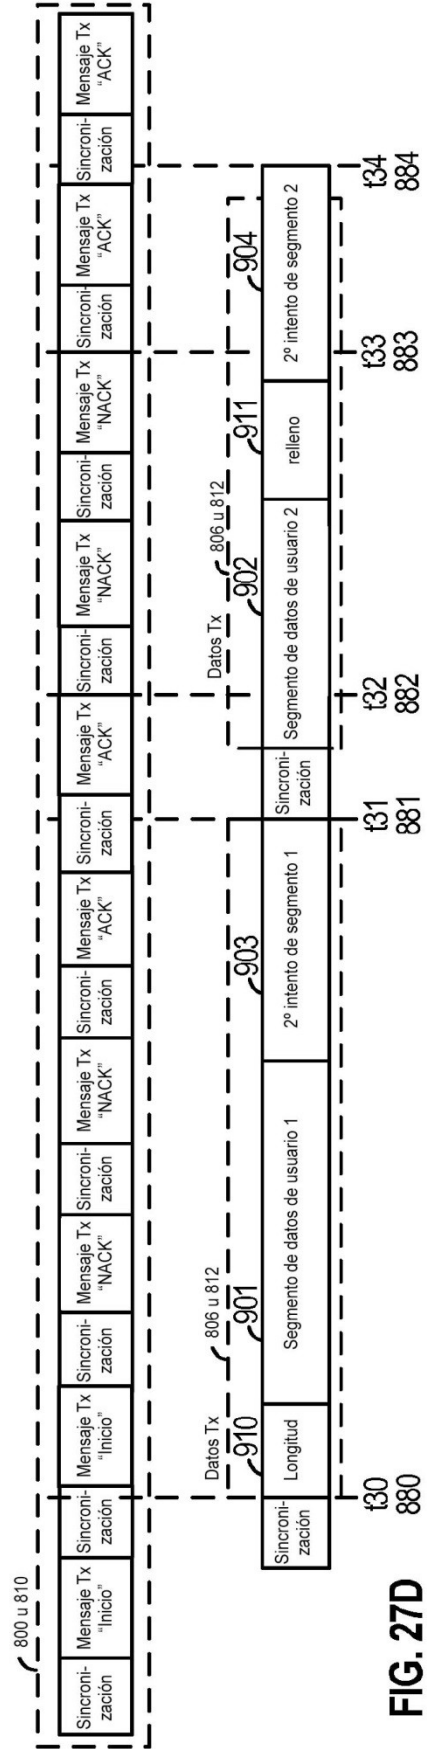 800 u 810
Sincroni-
Mensaje Tx
“Inicio”
Sincroni-
zación
Mensaje Tx
“Inicio”
Sincroni-
zación
Mensaje Tx
“NACK”
Sincroni-
zación
Mensaje Tx
“NACK”
Sincroni-
zación
Mensaje Tx
“ACK”
Sincroni-
zación
Mensaje Tx
“ACK”
Sincroni-
zación
Mensaje Tx
“NACK”
Sincroni-
zación
Mensaje Tx
“NACK”
Sincroni-
zación
Mensaje Tx
“ACK”
Sincroni-
zación
Mensaje Tx
“ACK”
Datos Tx
806 u 812
Datos Tx
806 u 812
910
901
903
902
911
904
Sincroni-
zación
Longitud
Segmento de datos de usuario 1
2º intento de segmento 1
Sincroni-
zación
Segmento de datos de usuario 2
relleno
2º intento de segmento 2
t30
880
t31
881
t32
882
t33
883
t34
884
FIG. 27D